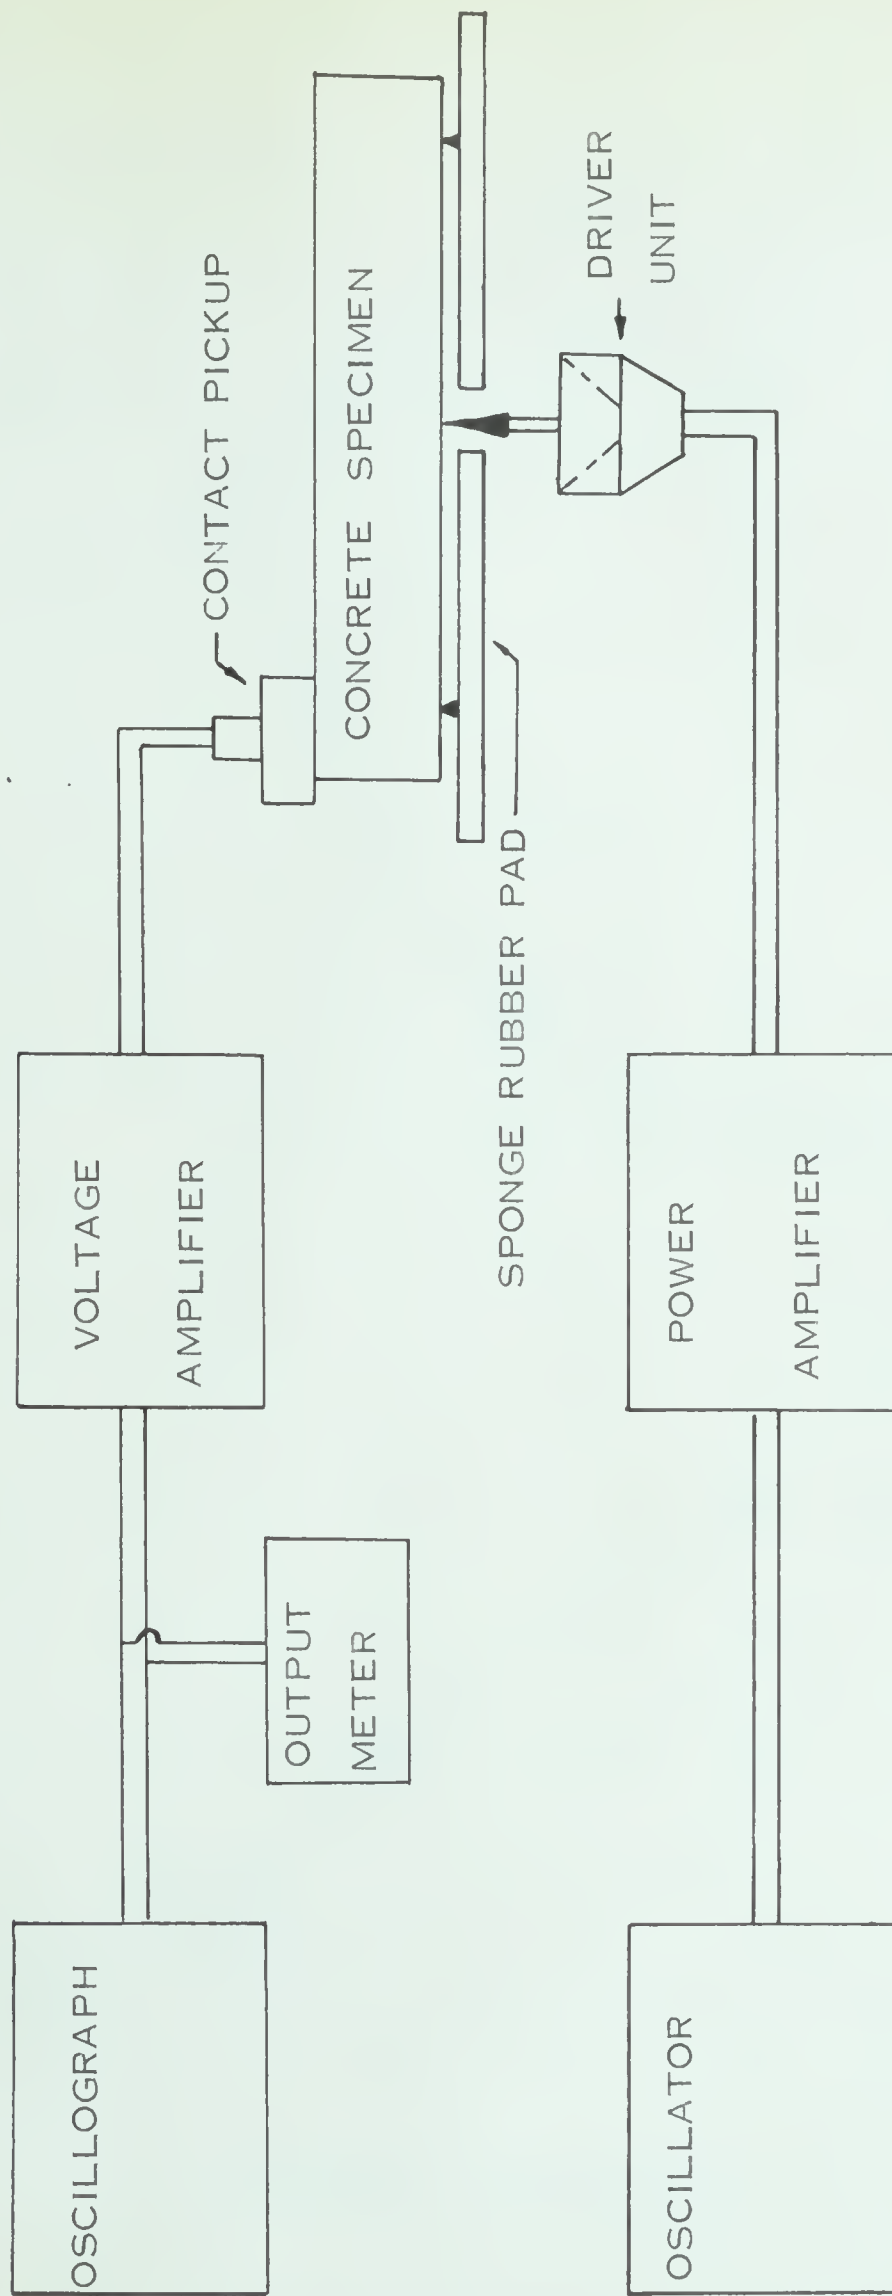 OSCILLOGRAPH
OUTPUT
METER
VOLTAGE
AMPLIFIER
CONTACT PICKUP
CONCRETE SPECIMEN
SPONGE RUBBER PAD
DRIVER
UNIT
OSCILLATOR
POWER
AMPLIFIER